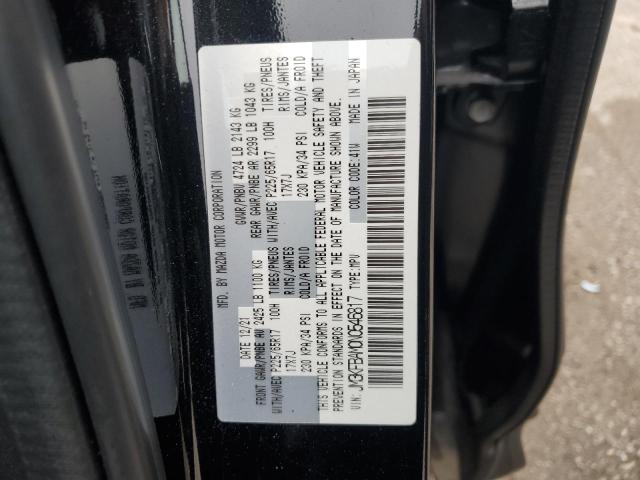 MFD. BY MAZDA MOTOR CORPORATION
DATE 12/21 GVWR/PNBV 4724 LB 2143 KG
FRONT GAWR/PNBE AV 2425 LB 1100 KG REAR GAWR/PNBE AR 2299 LB 1043 KG
WITH/AVEC P225/65R17 100H TIRES/PNEUS WITH/AVEC P225/65R17 100H TIRES/PNEUS
17X7J RIMS/JANTES 17X7J RIMS/JANTES
230 KPA/34 PSI COLD/A FROID 230 KPA/34 PSI COLD/A FROID
THIS VEHICLE CONFORMS TO ALL APPLICABLE FEDERAL MOTOR VEHICLE SAFETY AND THEFT
PREVENTION STANDARDS IN EFFECT ON THE DATE OF MANUFACTURE SHOWN ABOVE.
VIN: JM3KFBAM0N0546817 TYPE:MPV COLOR CODE:41W MADE IN JAPAN